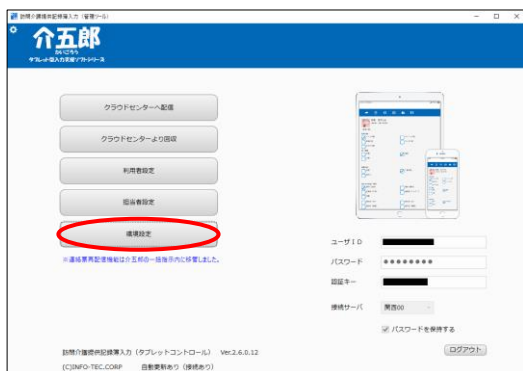 訪問介護提供記録簿入力（管理ツール）
介五郎
かいごろう
タブレット型入力支援ソフトシリーズ
クラウドセンターへ配信
クラウドセンターより回収
利用者設定
担当者設定
環境設定
※連絡票再配信機能は介五郎の一括指示内に移管しました。
ユーザＩＤ
パスワード
認証キー
接続サーバ
関西00
パスワードを保持する
ログアウト
訪問介護提供記録簿入力（タブレットコントロール） Ver.2.6.0.12
(C)INFO-TEC.CORP 自動更新あり（接続あり）